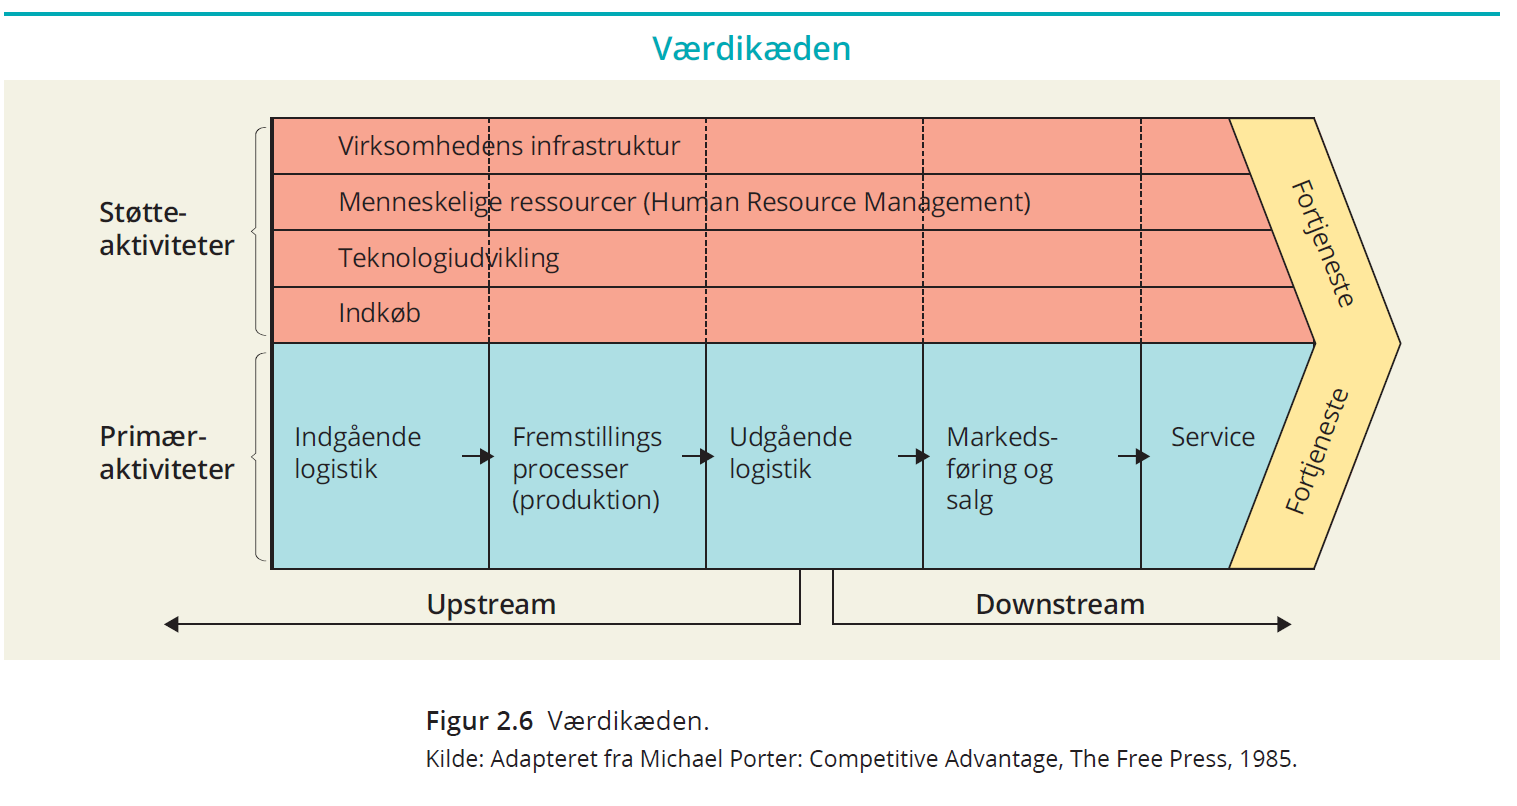 Værdikæden
Støtte-
aktiviteter
Virksomhedens infrastruktur
Menneskelige ressourcer (Human Resource Management)
Teknologiudvikling
Indkøb
Fortjeneste
Primær-
aktiviteter
Indgående
logistik
Fremstillings
processer
(produktion)
Udgående
logistik
Markeds-
føring og
salg
Service
Fortjeneste
Upstream
Downstream
Figur 2.6 Værdikæden.
Kilde: Adapteret fra Michael Porter: Competitive Advantage, The Free Press, 1985.